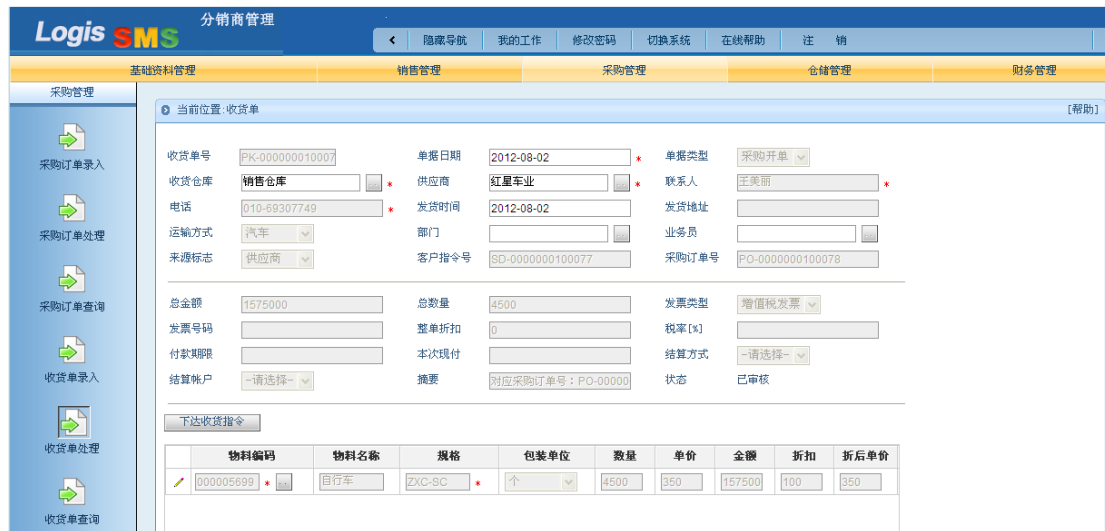 Logis SMS 分销商管理
隐藏导航 我的工作 修改密码 切换系统 在线帮助 注 销
基础资料管理 销售管理 采购管理 仓储管理 财务管理
采购管理
采购订单录入
采购订单处理
采购订单查询
收货单录入
收货单处理
收货单查询
当前位置:收货单 [帮助]
收货单号 PK-000000010007 单据日期 2012-08-02 * 单据类型 采购开单
收货仓库 销售仓库 ... * 供应商 红星车业 ... * 联系人 王美丽 *
电话 010-69307749 * 发货时间 2012-08-02 发货地址
运输方式 汽车 部门 ... 业务员 ...
来源标志 供应商 客户指令号 SD-0000000100077 采购订单号 PO-0000000100078
总金额 1575000 总数量 4500 发票类型 增值税发票
发票号码 整单折扣 0 税率[%]
付款期限 本次现付 结算方式 -请选择-
结算帐户 -请选择- 摘要 对应采购订单号：PO-00000 状态 已审核
下达收货指令
物料编码 物料名称 规格 包装单位 数量 单价 金额 折扣 折后单价
000005699 * ... 自行车 ZXC-SC * 个 4500 350 157500 100 350